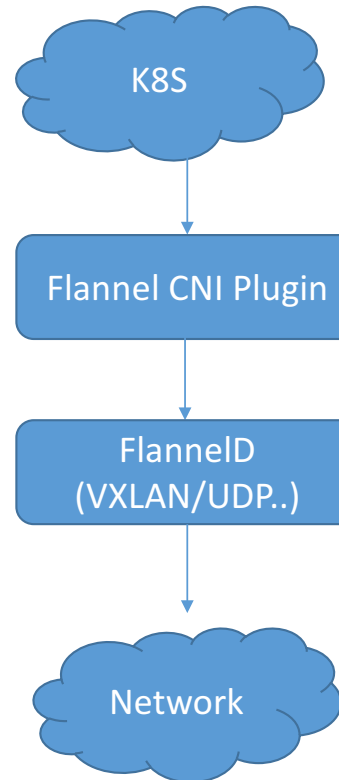 K8S
Flannel CNI Plugin
FlannelD
(VXLAN/UDP..)
Network